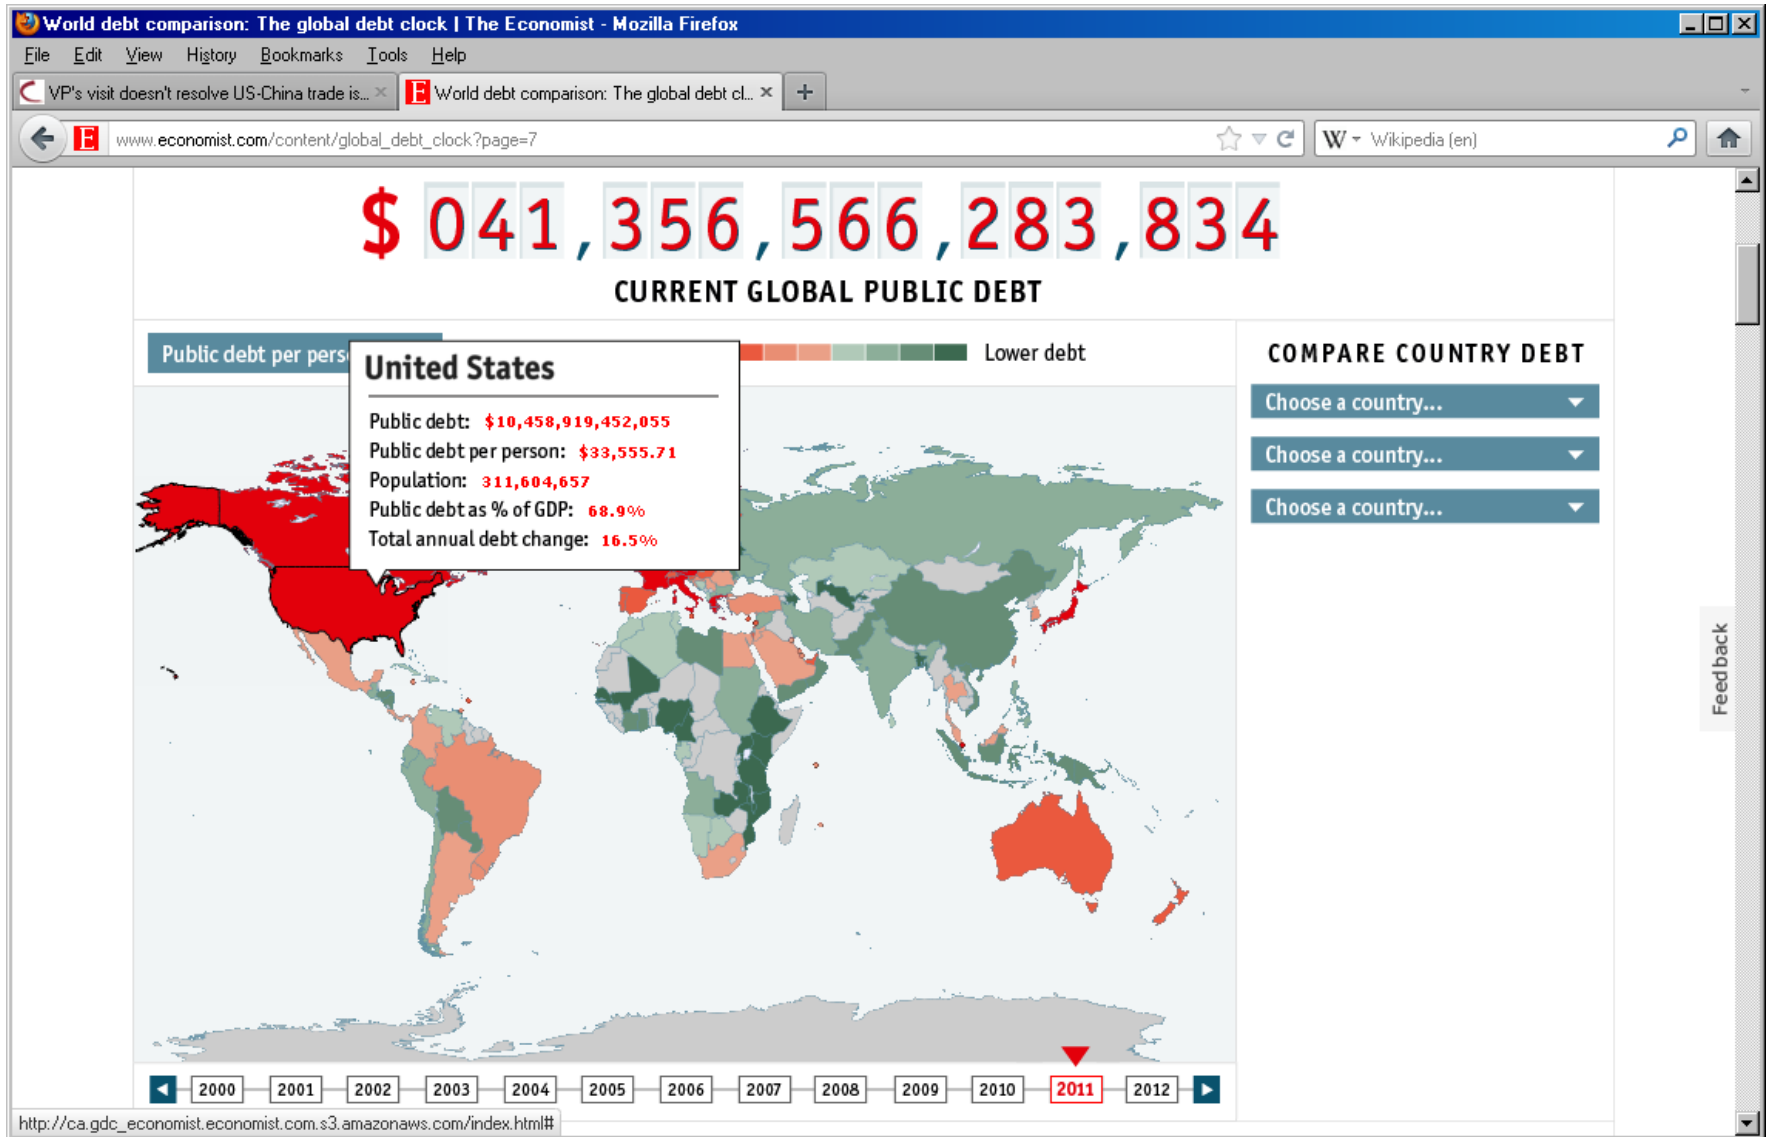 World debt comparison: The global debt clock | The Economist - Mozilla Firefox
File Edit View History Bookmarks Tools Help
VP's visit doesn't resolve US-China trade is... World debt comparison: The global debt cl...
www.economist.com/content/global_debt_clock?page=7 Wikipedia (en)
$ 041,356,566,283,834
CURRENT GLOBAL PUBLIC DEBT
Public debt per pers Lower debt
COMPARE COUNTRY DEBT
Choose a country...
Choose a country...
Choose a country...
United States
Public debt: $10,458,919,452,055
Public debt per person: $33,555.71
Population: 311,604,657
Public debt as % of GDP: 68.9%
Total annual debt change: 16.5%
Feedback
2000 2001 2002 2003 2004 2005 2006 2007 2008 2009 2010 2011 2012
http://ca.gdc_economist.economist.com.s3.amazonaws.com/index.html#